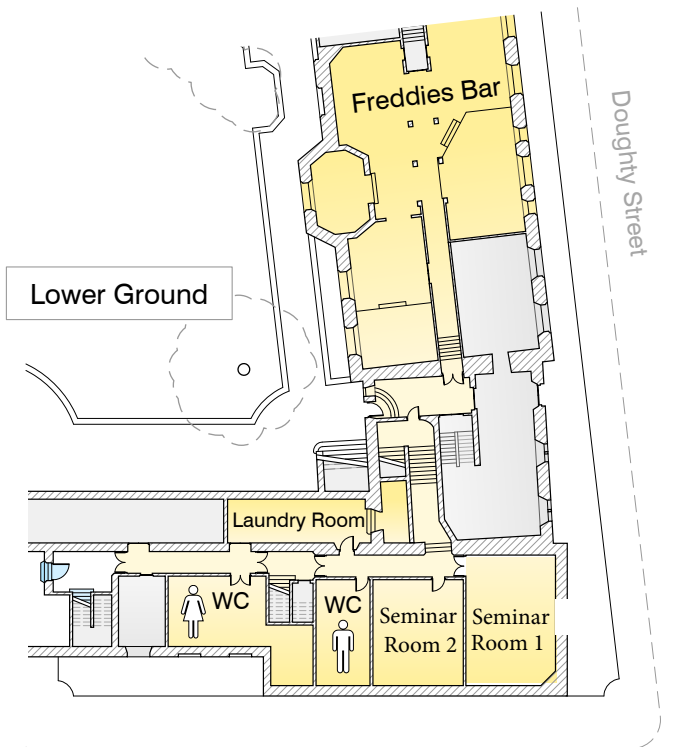 Freddies Bar
Doughty Street
Lower Ground
Laundry Room
WC
WC
Seminar
Room 2
Seminar
Room 1